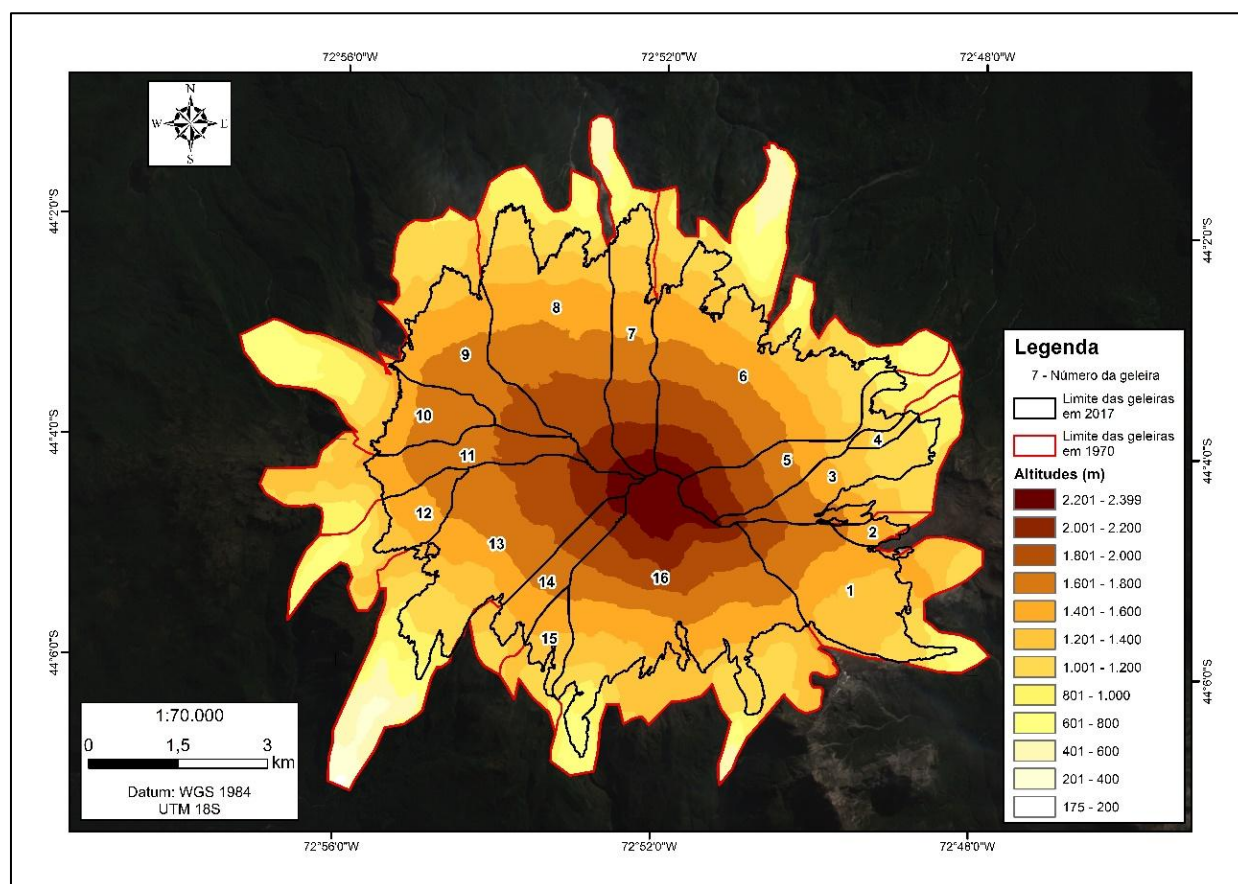 72°56'0"W 72°52'0"W 72°48'0"W
N
W E
S
44°2'0"S
44°2'0"S
44°4'0"S
44°4'0"S
44°6'0"S
44°6'0"S
8
7
9
6
10
4
11
5
3
12
2
13
16
14
1
15
Legenda
7 - Número da geleira
Limite das geleiras
em 2017
Limite das geleiras
em 1970
Altitudes (m)
2.201 - 2.399
2.001 - 2.200
1.801 - 2.000
1.601 - 1.800
1.401 - 1.600
1.201 - 1.400
1.001 - 1.200
801 - 1.000
601 - 800
401 - 600
201 - 400
175 - 200
1:70.000
0 1,5 3
km
Datum: WGS 1984
UTM 18S
72°56'0"W 72°52'0"W 72°48'0"W